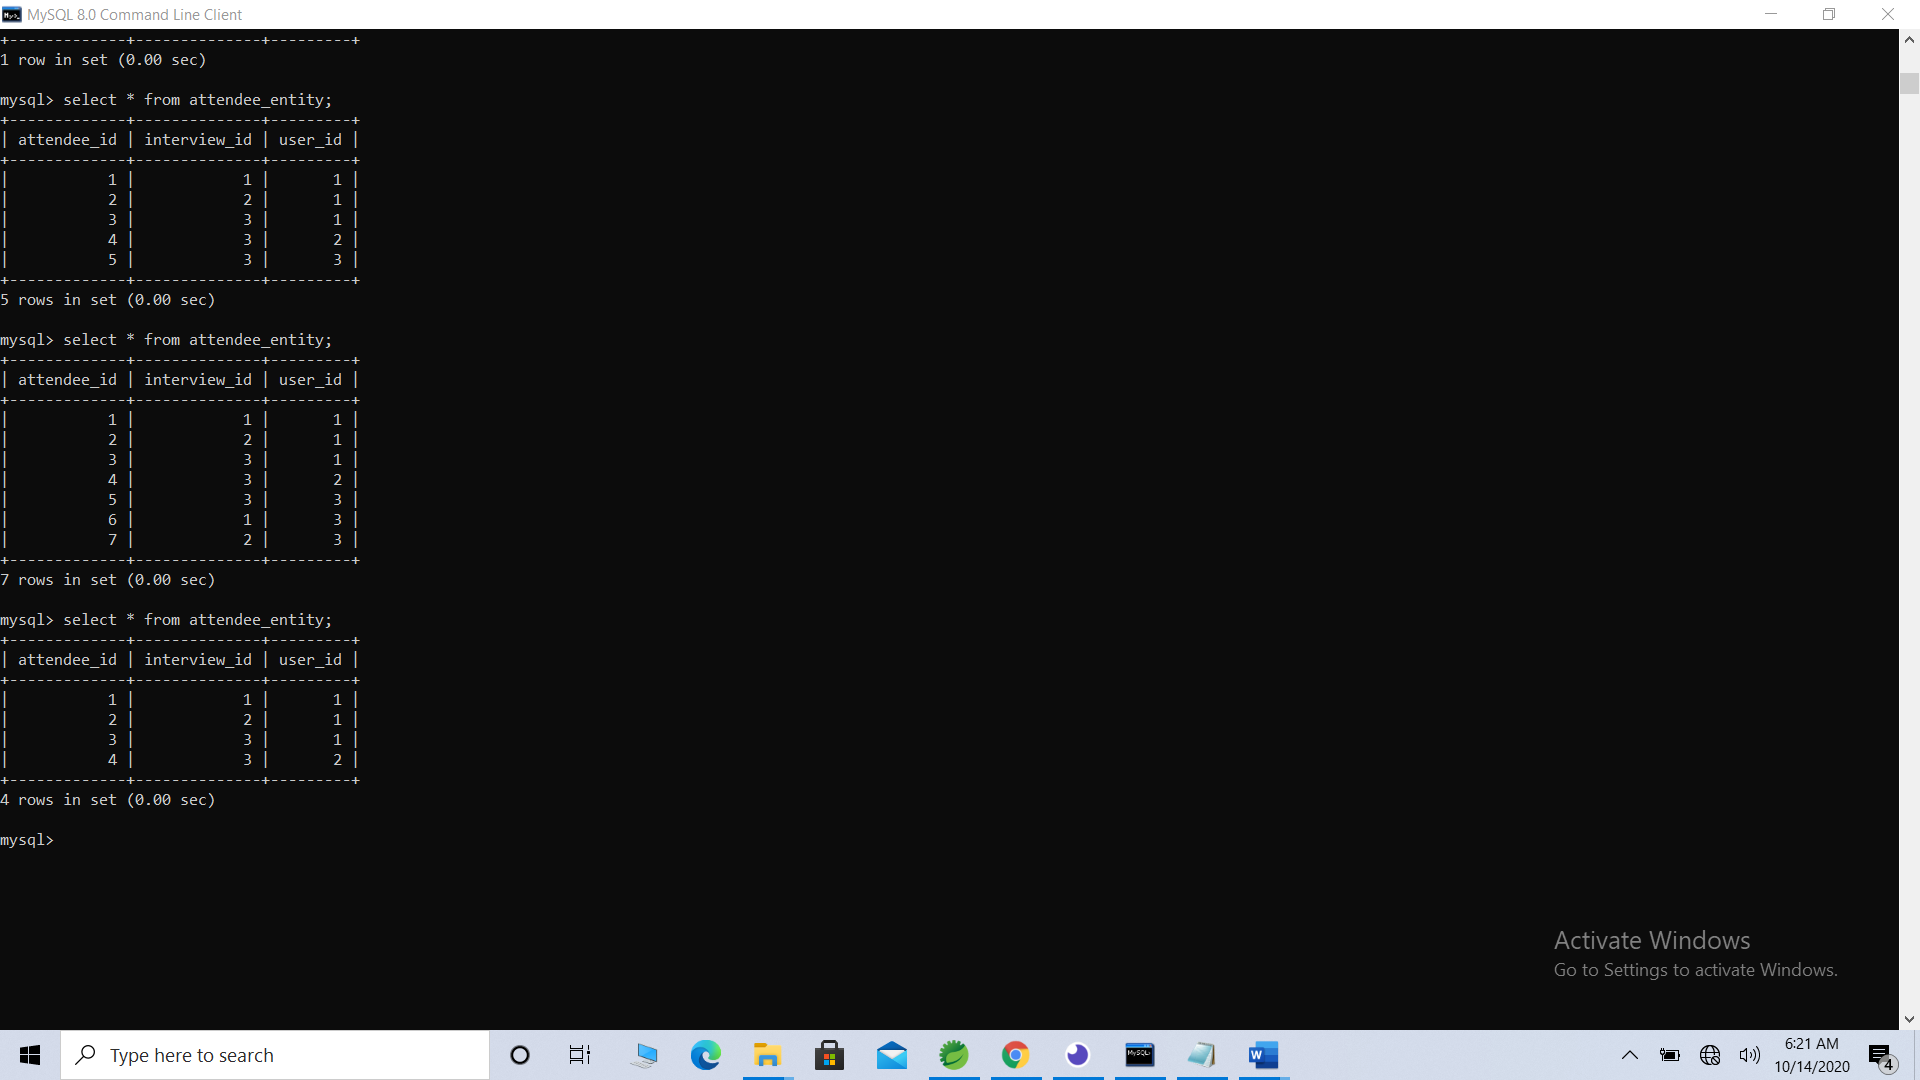 MySQL 8.0 Command Line Client
+-------------+--------------+---------+
1 row in set (0.00 sec)
mysql> select * from attendee_entity;
+-------------+--------------+---------+
| attendee_id | interview_id | user_id |
+-------------+--------------+---------+
|           1 |            1 |       1 |
|           2 |            2 |       1 |
|           3 |            3 |       1 |
|           4 |            3 |       2 |
|           5 |            3 |       3 |
+-------------+--------------+---------+
5 rows in set (0.00 sec)
mysql> select * from attendee_entity;
+-------------+--------------+---------+
| attendee_id | interview_id | user_id |
+-------------+--------------+---------+
|           1 |            1 |       1 |
|           2 |            2 |       1 |
|           3 |            3 |       1 |
|           4 |            3 |       2 |
|           5 |            3 |       3 |
|           6 |            1 |       3 |
|           7 |            2 |       3 |
+-------------+--------------+---------+
7 rows in set (0.00 sec)
mysql> select * from attendee_entity;
+-------------+--------------+---------+
| attendee_id | interview_id | user_id |
+-------------+--------------+---------+
|           1 |            1 |       1 |
|           2 |            2 |       1 |
|           3 |            3 |       1 |
|           4 |            3 |       2 |
+-------------+--------------+---------+
4 rows in set (0.00 sec)
mysql>
Activate Windows
Go to Settings to activate Windows.
Type here to search
MySQL
W
6:21 AM
10/14/2020
4